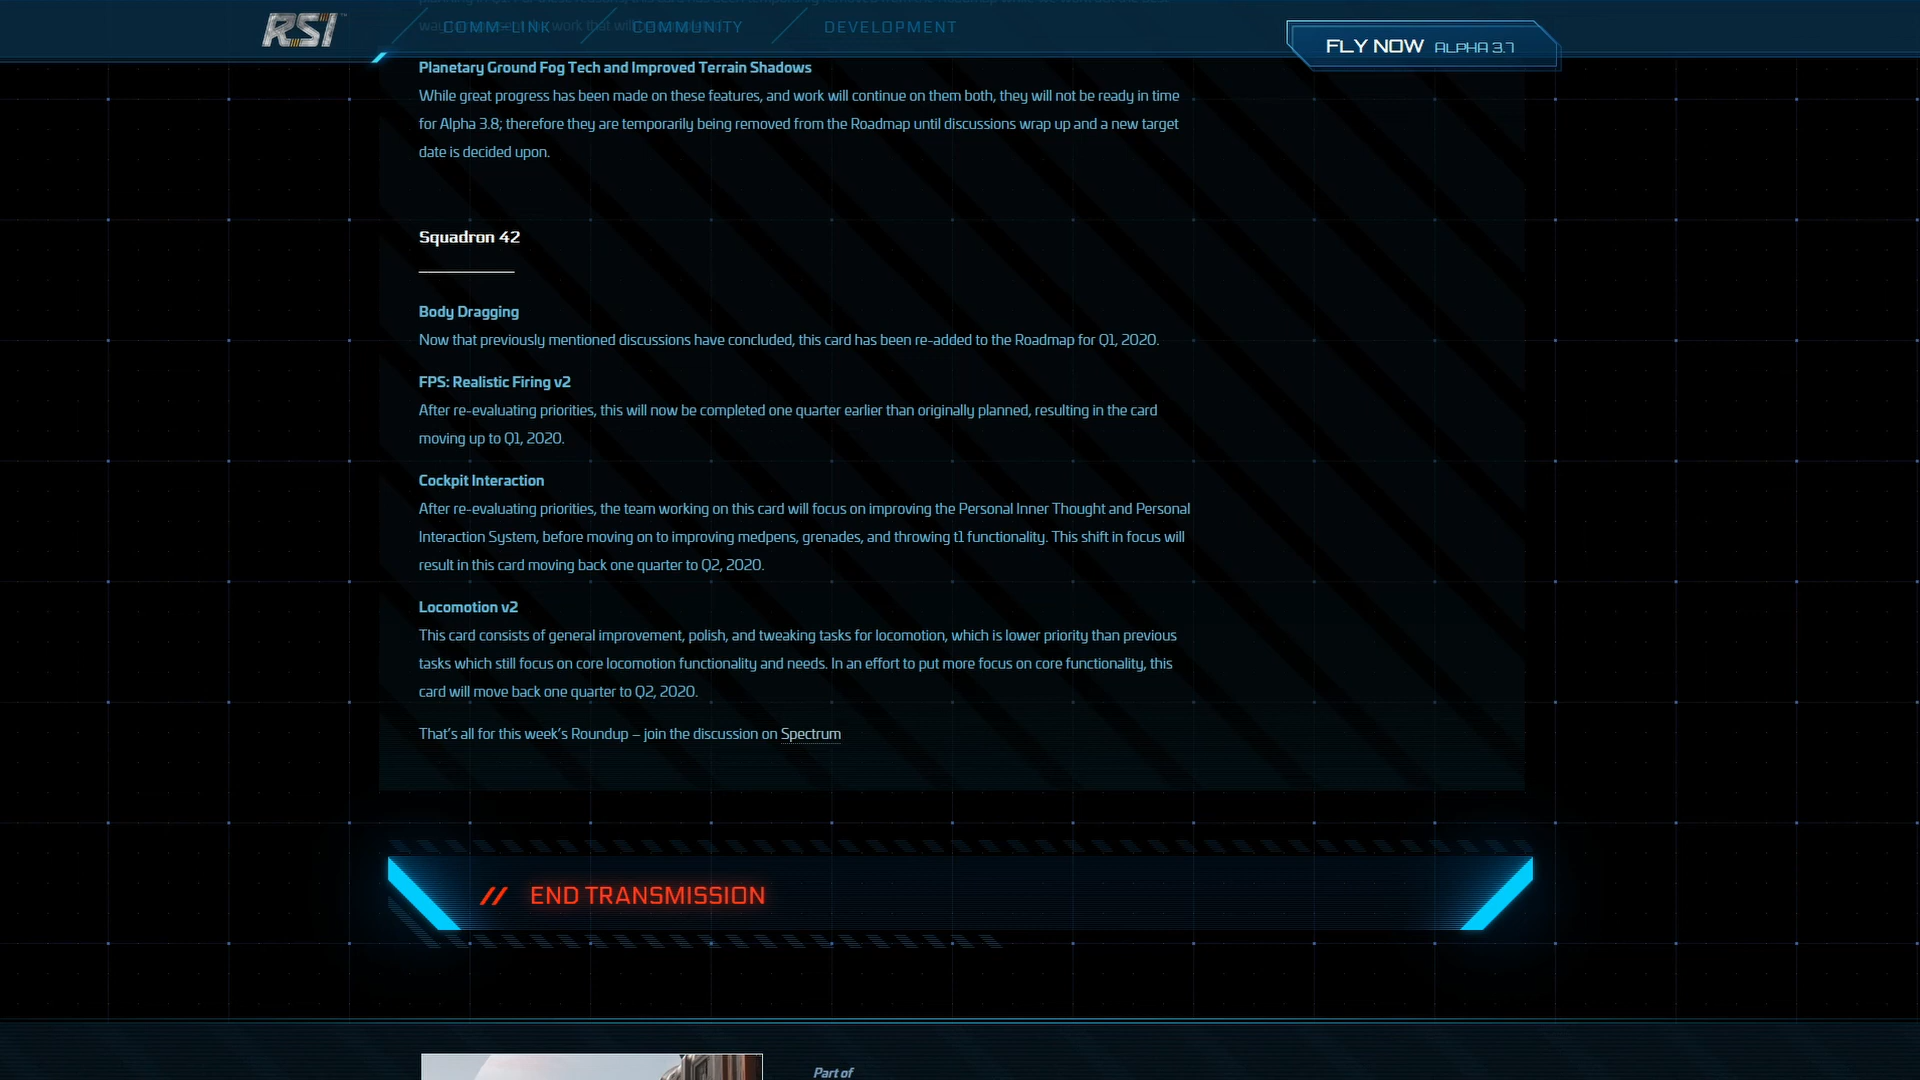 RSI
COMM-LINK
COMMUNITY
DEVELOPMENT
FLY NOW ALPHA 3.7
Planetary Ground Fog Tech and Improved Terrain Shadows
While great progress has been made on these features, and work will continue on them both, they will not be ready in time
for Alpha 3.8; therefore they are temporarily being removed from the Roadmap until discussions wrap up and a new target
date is decided upon.
Squadron 42
Body Dragging
Now that previously mentioned discussions have concluded, this card has been re-added to the Roadmap for Q1, 2020.
FPS: Realistic Firing v2
After re-evaluating priorities, this will now be completed one quarter earlier than originally planned, resulting in the card
moving up to Q1, 2020.
Cockpit Interaction
After re-evaluating priorities, the team working on this card will focus on improving the Personal Inner Thought and Personal
Interaction System, before moving on to improving medpens, grenades, and throwing t1 functionality. This shift in focus will
result in this card moving back one quarter to Q2, 2020.
Locomotion v2
This card consists of general improvement, polish, and tweaking tasks for locomotion, which is lower priority than previous
tasks which still focus on core locomotion functionality and needs. In an effort to put more focus on core functionality, this
card will move back one quarter to Q2, 2020.
That's all for this week's Roundup – join the discussion on Spectrum
// END TRANSMISSION
Part of